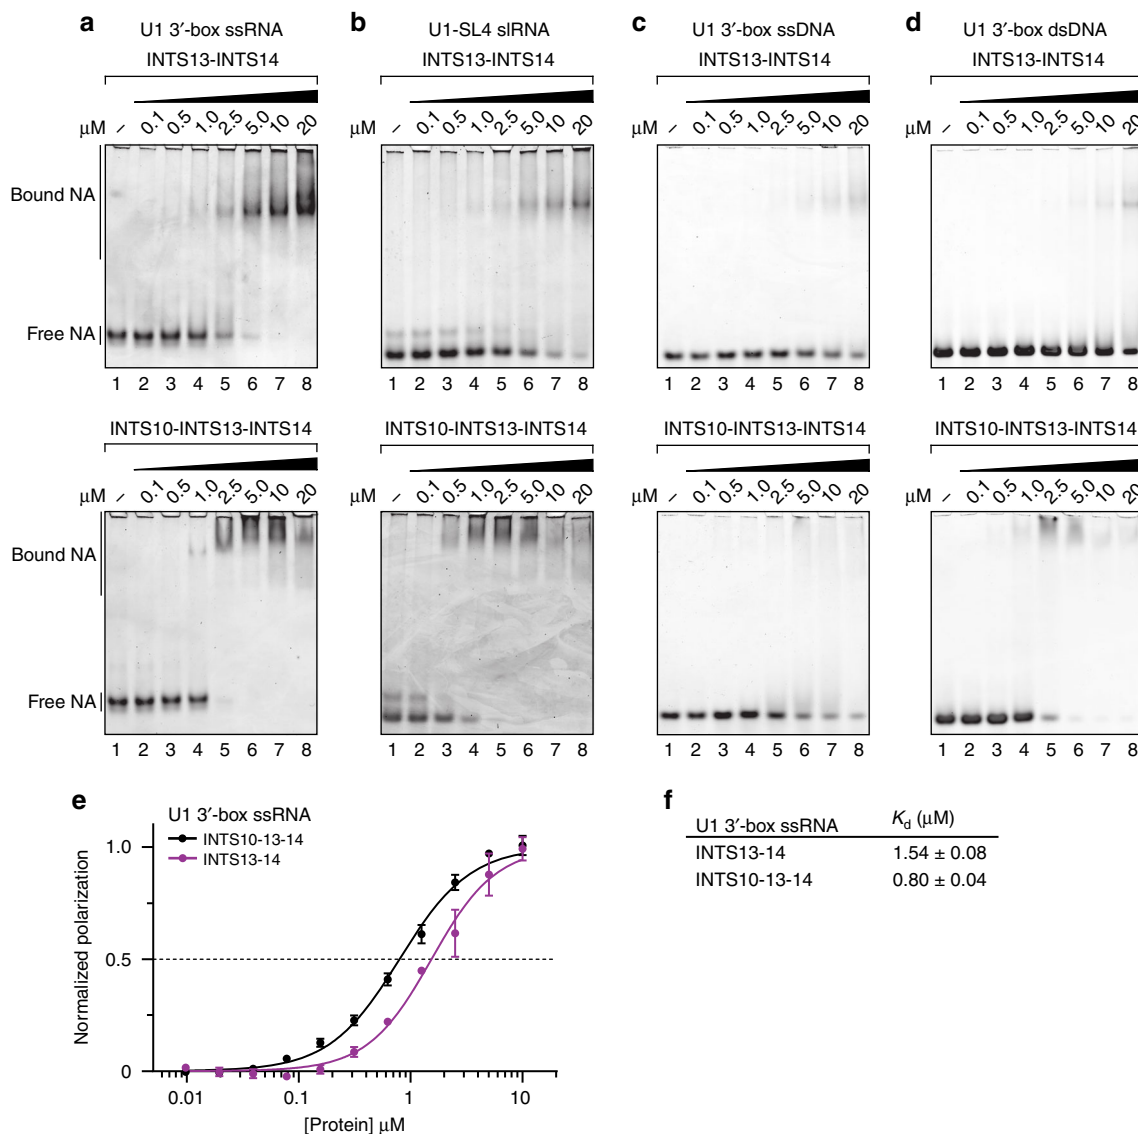 a U1 3′-box ssRNA
INTS13-INTS14
μM – 0.1 0.5 1.0 2.5 5.0 10 20
Bound NA
Free NA
1 2 3 4 5 6 7 8
b U1-SL4 slRNA
INTS13-INTS14
– 0.1 0.5 1.0 2.5 5.0 10 20
1 2 3 4 5 6 7 8
c U1 3′-box ssDNA
INTS13-INTS14
μM – 0.1 0.5 1.0 2.5 5.0 10 20
1 2 3 4 5 6 7 8
d U1 3′-box dsDNA
INTS13-INTS14
μM – 0.1 0.5 1.0 2.5 5.0 10 20
1 2 3 4 5 6 7 8
INTS10-INTS13-INTS14
μM – 0.1 0.5 1.0 2.5 5.0 10 20
Bound NA
Free NA
1 2 3 4 5 6 7 8
INTS10-INTS13-INTS14
μM – 0.1 0.5 1.0 2.5 5.0 10 20
1 2 3 4 5 6 7 8
INTS10-INTS13-INTS14
μM – 0.1 0.5 1.0 2.5 5.0 10 20
1 2 3 4 5 6 7 8
INTS10-INTS13-INTS14
μM – 0.1 0.5 1.0 2.5 5.0 10 20
1 2 3 4 5 6 7 8
e
U1 3′-box ssRNA
INTS10-13-14
INTS13-14
Normalized polarization
1.0
0.5
0
0.01 0.1 1 10
[Protein] μM
f
U1 3′-box ssRNA Kd (μM)
INTS13-14 1.54 ± 0.08
INTS10-13-14 0.80 ± 0.04